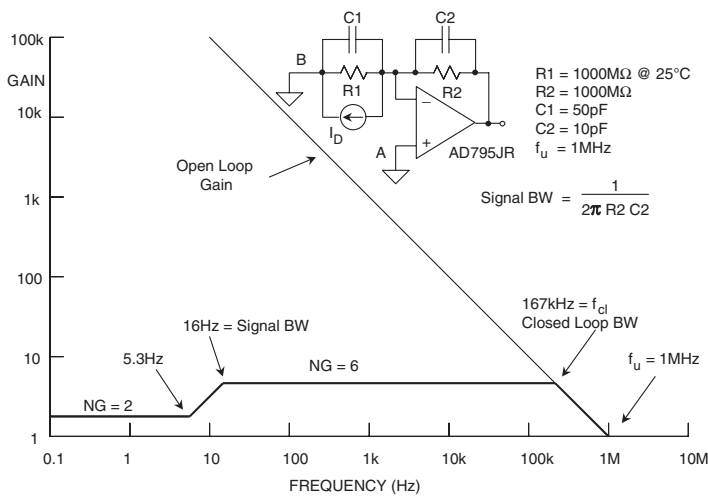 C1
C2
100k
GAIN
B
R1
R2
I_D
−
+
A
AD795JR
R1 = 1000MΩ @ 25°C
R2 = 1000MΩ
C1 = 50pF
C2 = 10pF
f_u = 1MHz
Signal BW = 1
2π R2 C2
10k
Open Loop
Gain
1k
100
10
1
167kHz = f_cl
Closed Loop BW
16Hz = Signal BW
5.3Hz
NG = 6
f_u = 1MHz
NG = 2
0.1 1 10 100 1k 10k 100k 1M 10M
FREQUENCY (Hz)